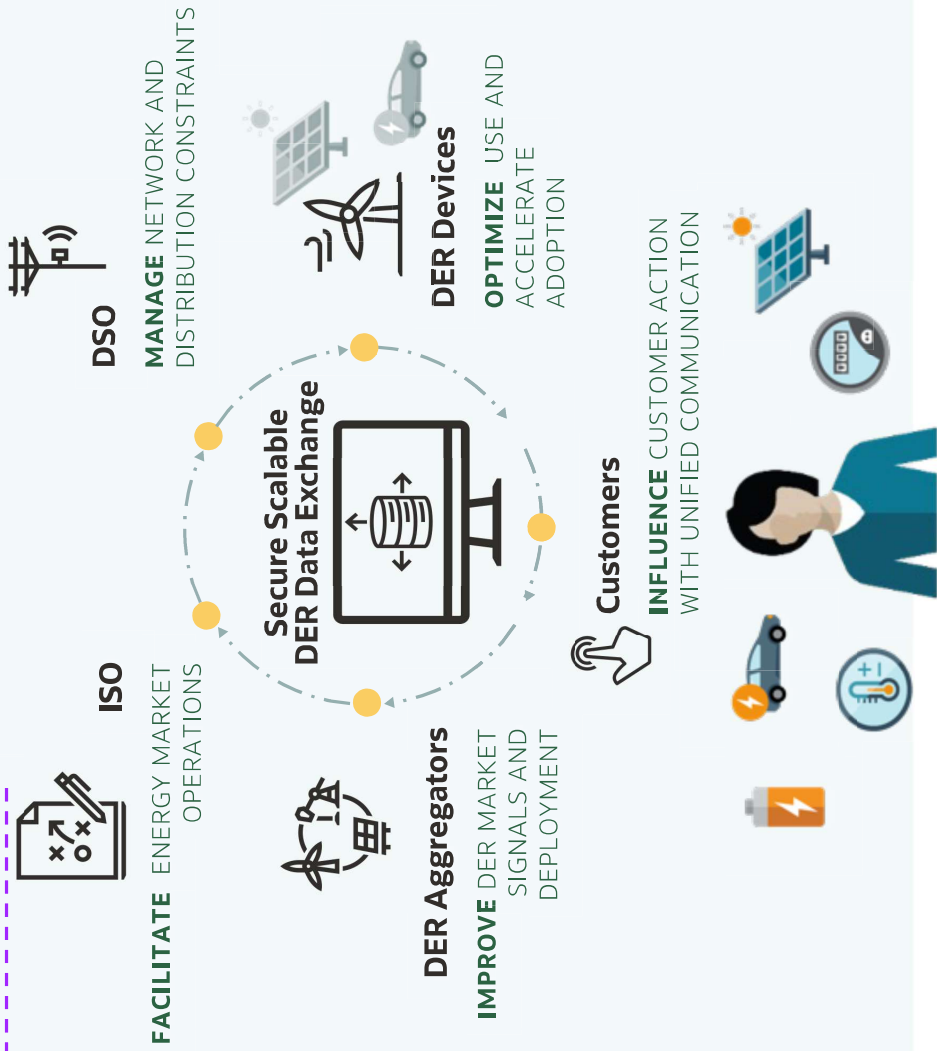 ISO
FACILITATE ENERGY MARKET
OPERATIONS
DSO
MANAGE NETWORK AND
DISTRIBUTION CONSTRAINTS
Secure Scalable
DER Data Exchange
DER Aggregators
IMPROVE DER MARKET
SIGNALS AND
DEPLOYMENT
DER Devices
OPTIMIZE USE AND
ACCELERATE
ADOPTION
Customers
INFLUENCE CUSTOMER ACTION
WITH UNIFIED COMMUNICATION